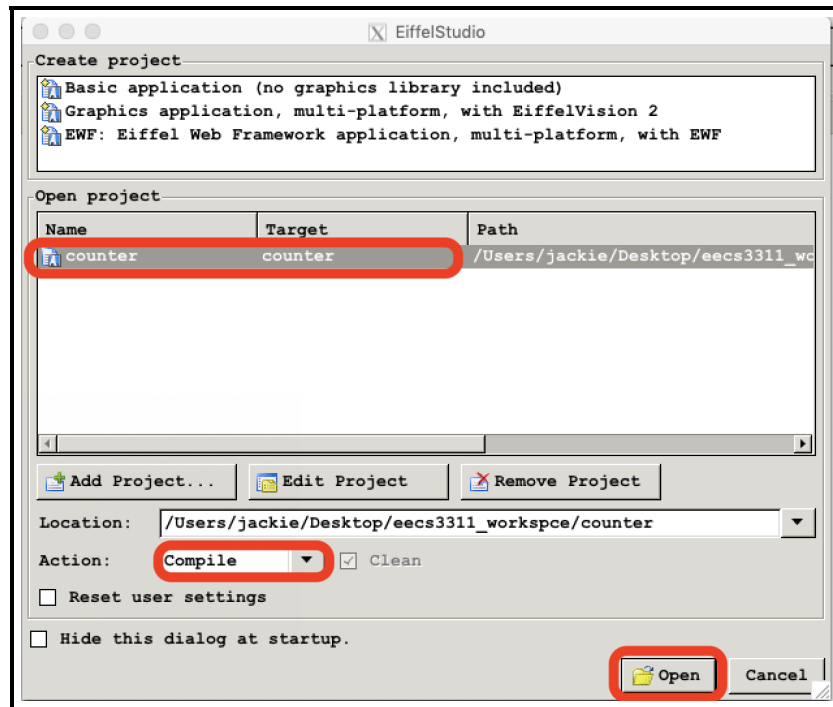 EiffelStudio
Create project
Basic application (no graphics library included)
Graphics application, multi-platform, with EiffelVision 2
EWF: Eiffel Web Framework application, multi-platform, with EWF
Open project
Name Target Path
counter counter /Users/jackie/Desktop/eecs3311_wo
Add Project... Edit Project Remove Project
Location: /Users/jackie/Desktop/eecs3311_workspce/counter
Action: Compile Clean
Reset user settings
Hide this dialog at startup.
Open Cancel